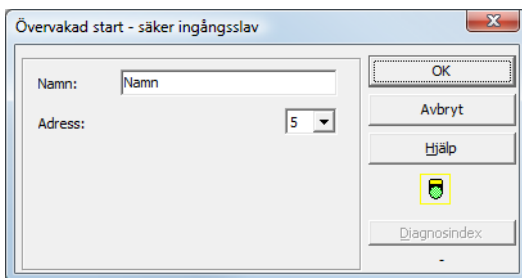 Övervakad start - säker ingångsslav
Namn: Namn
Adress: 5
OK
Avbryt
Hjälp
Diagnosindex
-